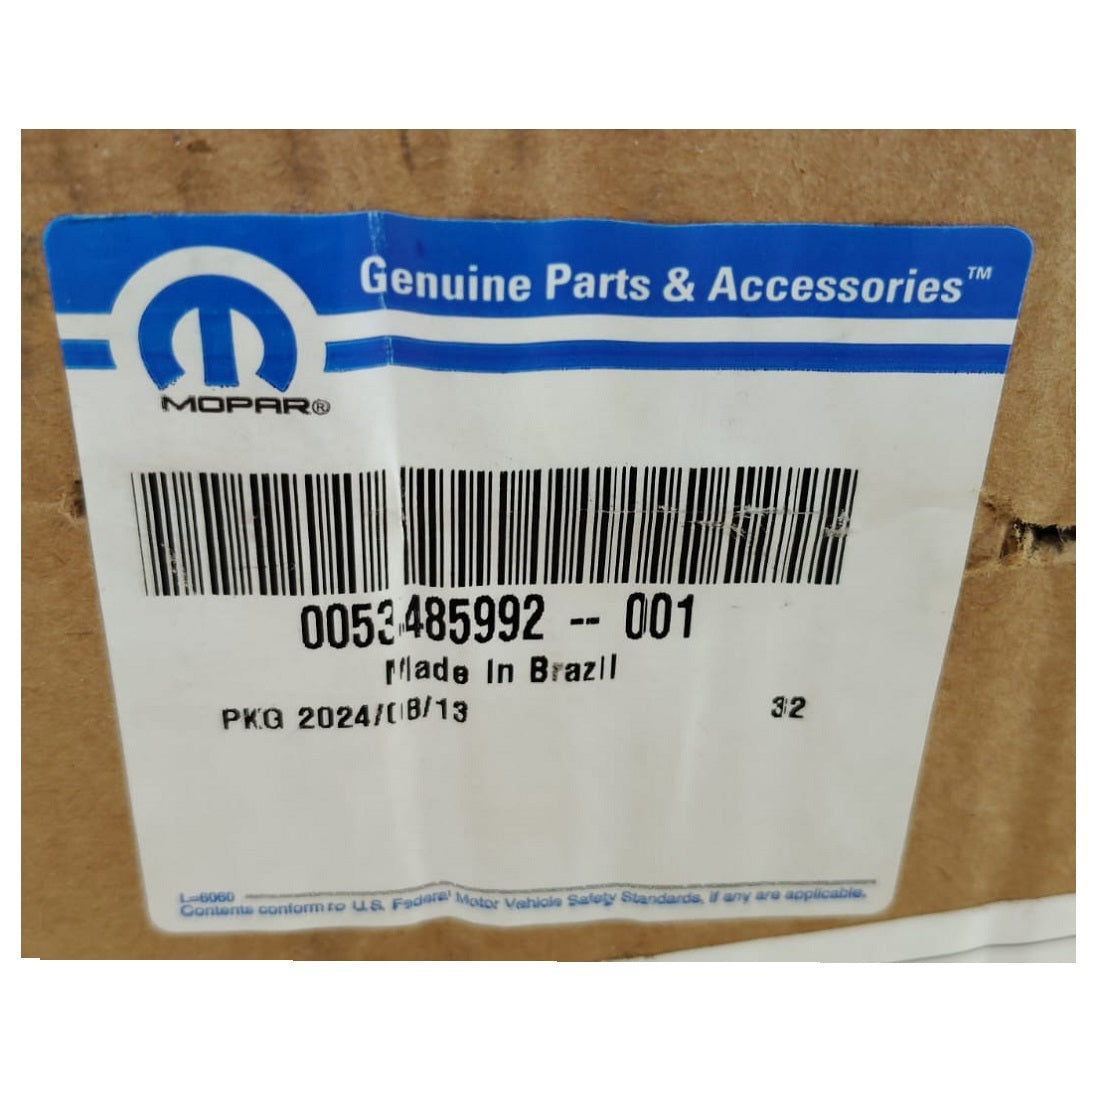 Genuine Parts & Accessories™
MOPAR®
0053485992 -- 001
Made In Brazil
PKG 2024/08/13 32
L-6060
Contents conform to U.S. Federal Motor Vehicle Safety Standards, if any are applicable.